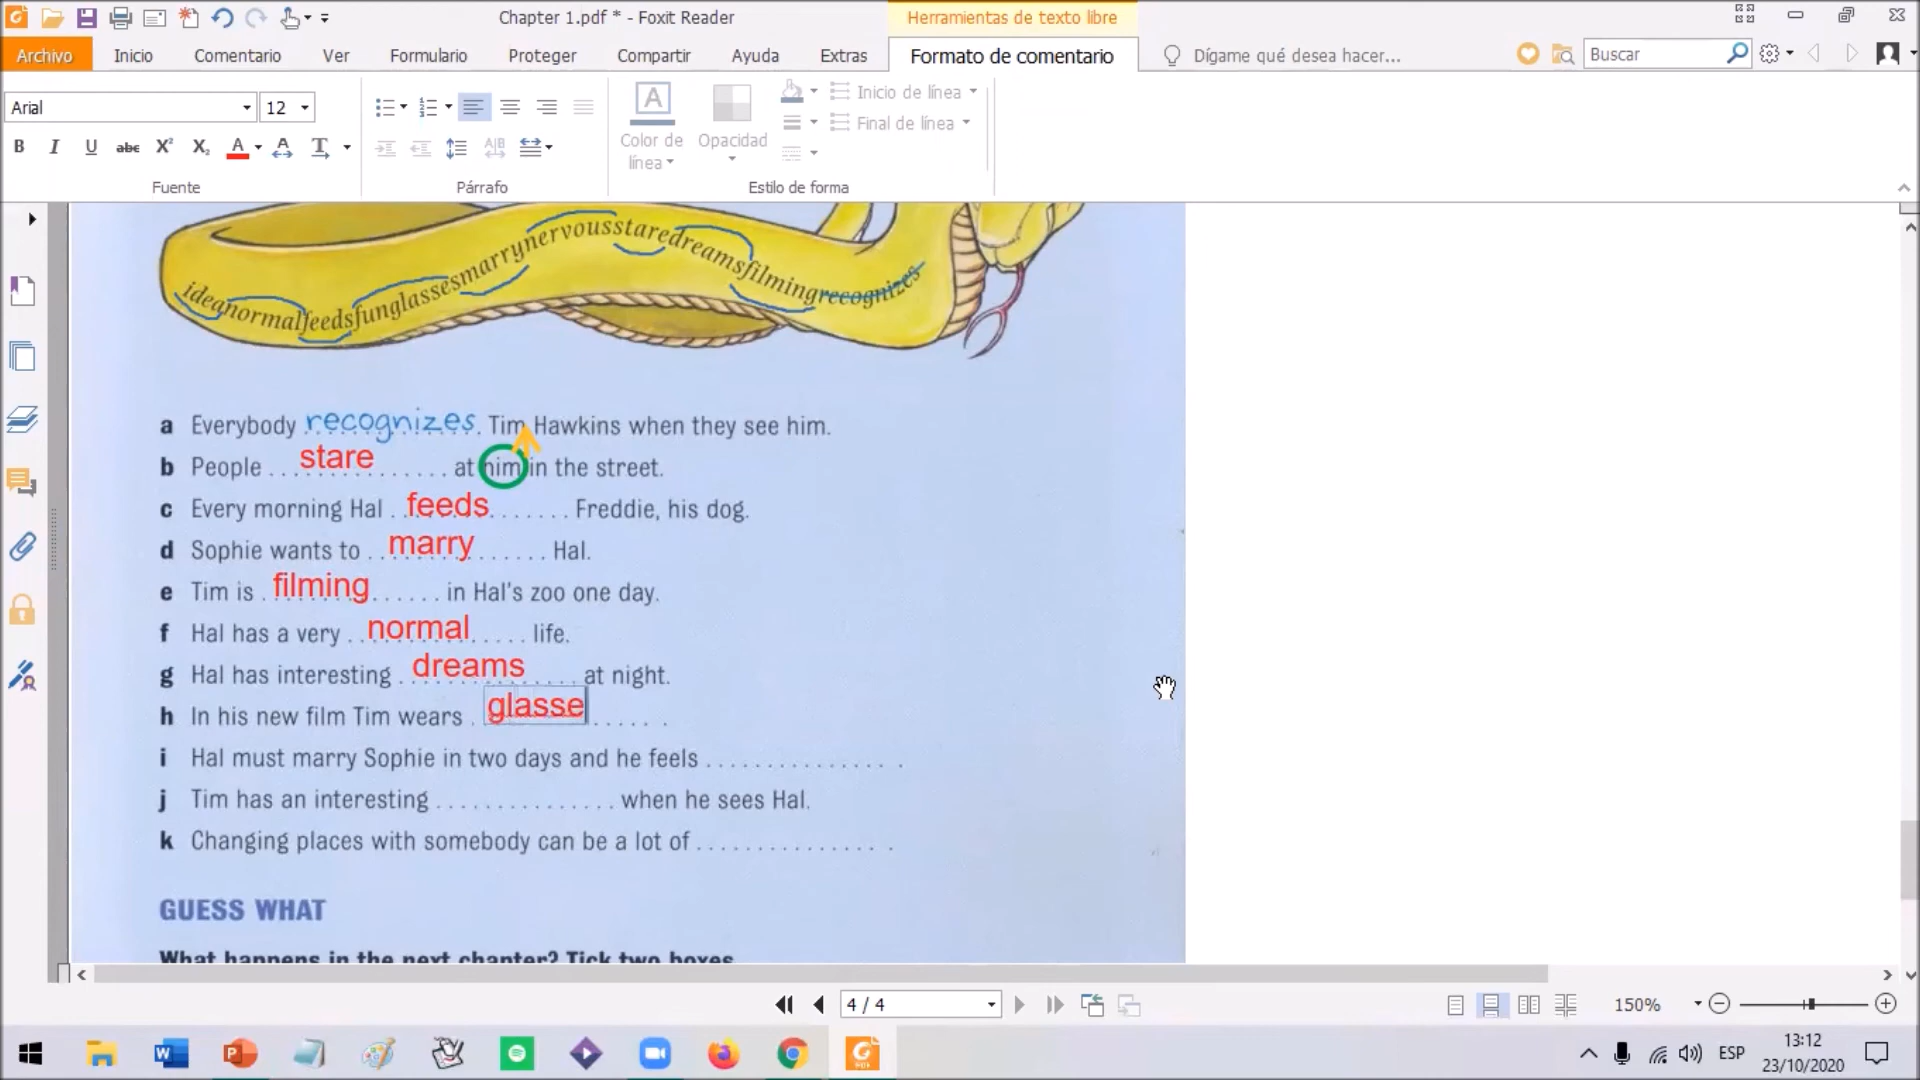 Chapter 1.pdf * - Foxit Reader
Herramientas de texto libre
Archivo Inicio Comentario Ver Formulario Proteger Compartir Ayuda Extras Formato de comentario Dígame qué desea hacer... Buscar
Arial 12
Inicio de línea
Final de línea
Color de línea
Opacidad
Fuente Párrafo Estilo de forma
ideanormalfeedsfunglassesmarrynervousstaredreamsfilmingrecognizes
a Everybody recognizes. Tim Hawkins when they see him.
b People stare at him in the street.
c Every morning Hal feeds Freddie, his dog.
d Sophie wants to marry Hal.
e Tim is filming in Hal's zoo one day.
f Hal has a very normal life.
g Hal has interesting dreams at night.
h In his new film Tim wears glasse .
i Hal must marry Sophie in two days and he feels ............... .
j Tim has an interesting ............... when he sees Hal.
k Changing places with somebody can be a lot of ............... .
GUESS WHAT
What happens in the next chapter? Tick two boxes
4 / 4
150%
ESP
13:12
23/10/2020